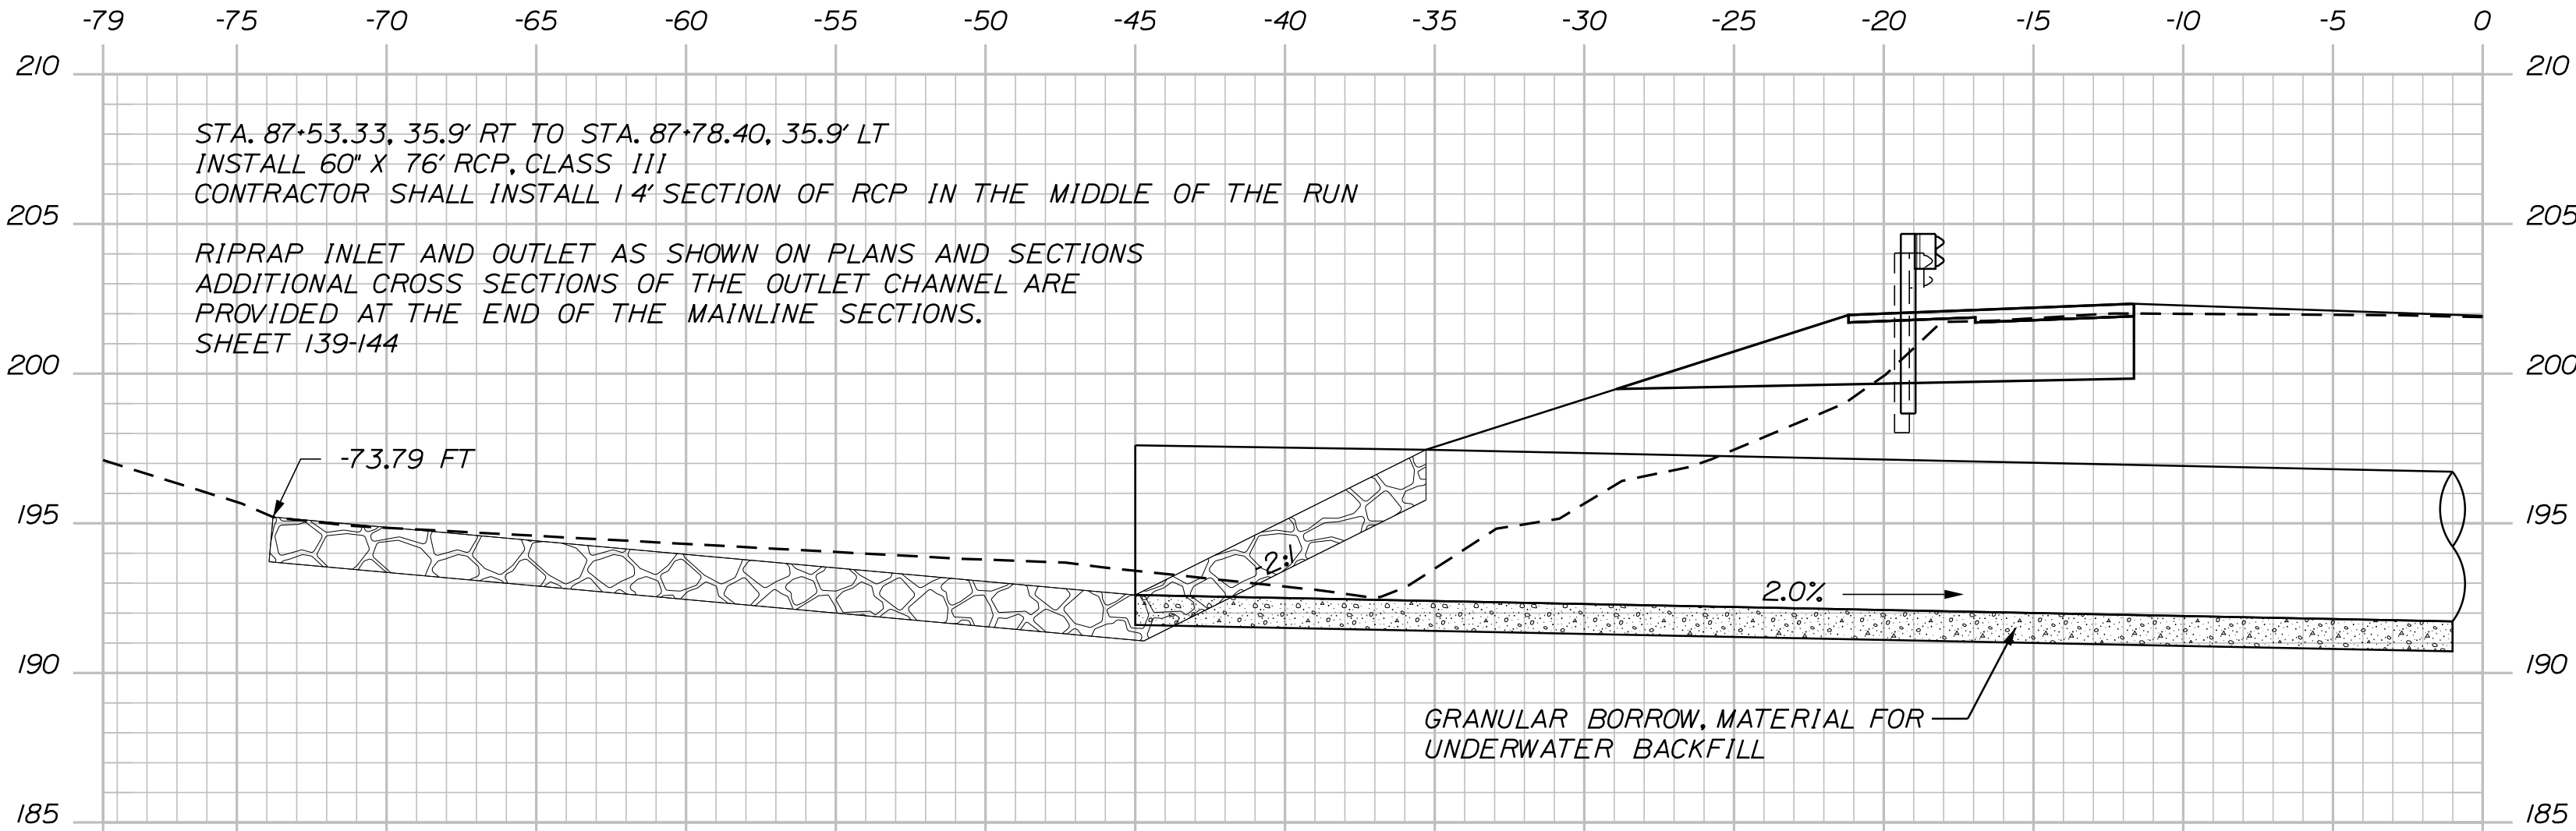 -79 -75 -70 -65 -60 -55 -50 -45 -40 -35 -30 -25 -20 -15 -10 -5 0
210 210
STA. 87+53.33, 35.9' RT TO STA. 87+78.40, 35.9' LT
INSTALL 60" X 76' RCP, CLASS III
CONTRACTOR SHALL INSTALL 1 4' SECTION OF RCP IN THE MIDDLE OF THE RUN
205 205
RIPRAP INLET AND OUTLET AS SHOWN ON PLANS AND SECTIONS
ADDITIONAL CROSS SECTIONS OF THE OUTLET CHANNEL ARE
PROVIDED AT THE END OF THE MAINLINE SECTIONS.
SHEET 139-144
200 200
-73.79 FT
195 195
-2:1
2.0%
190 190
GRANULAR BORROW, MATERIAL FOR
UNDERWATER BACKFILL
185 185